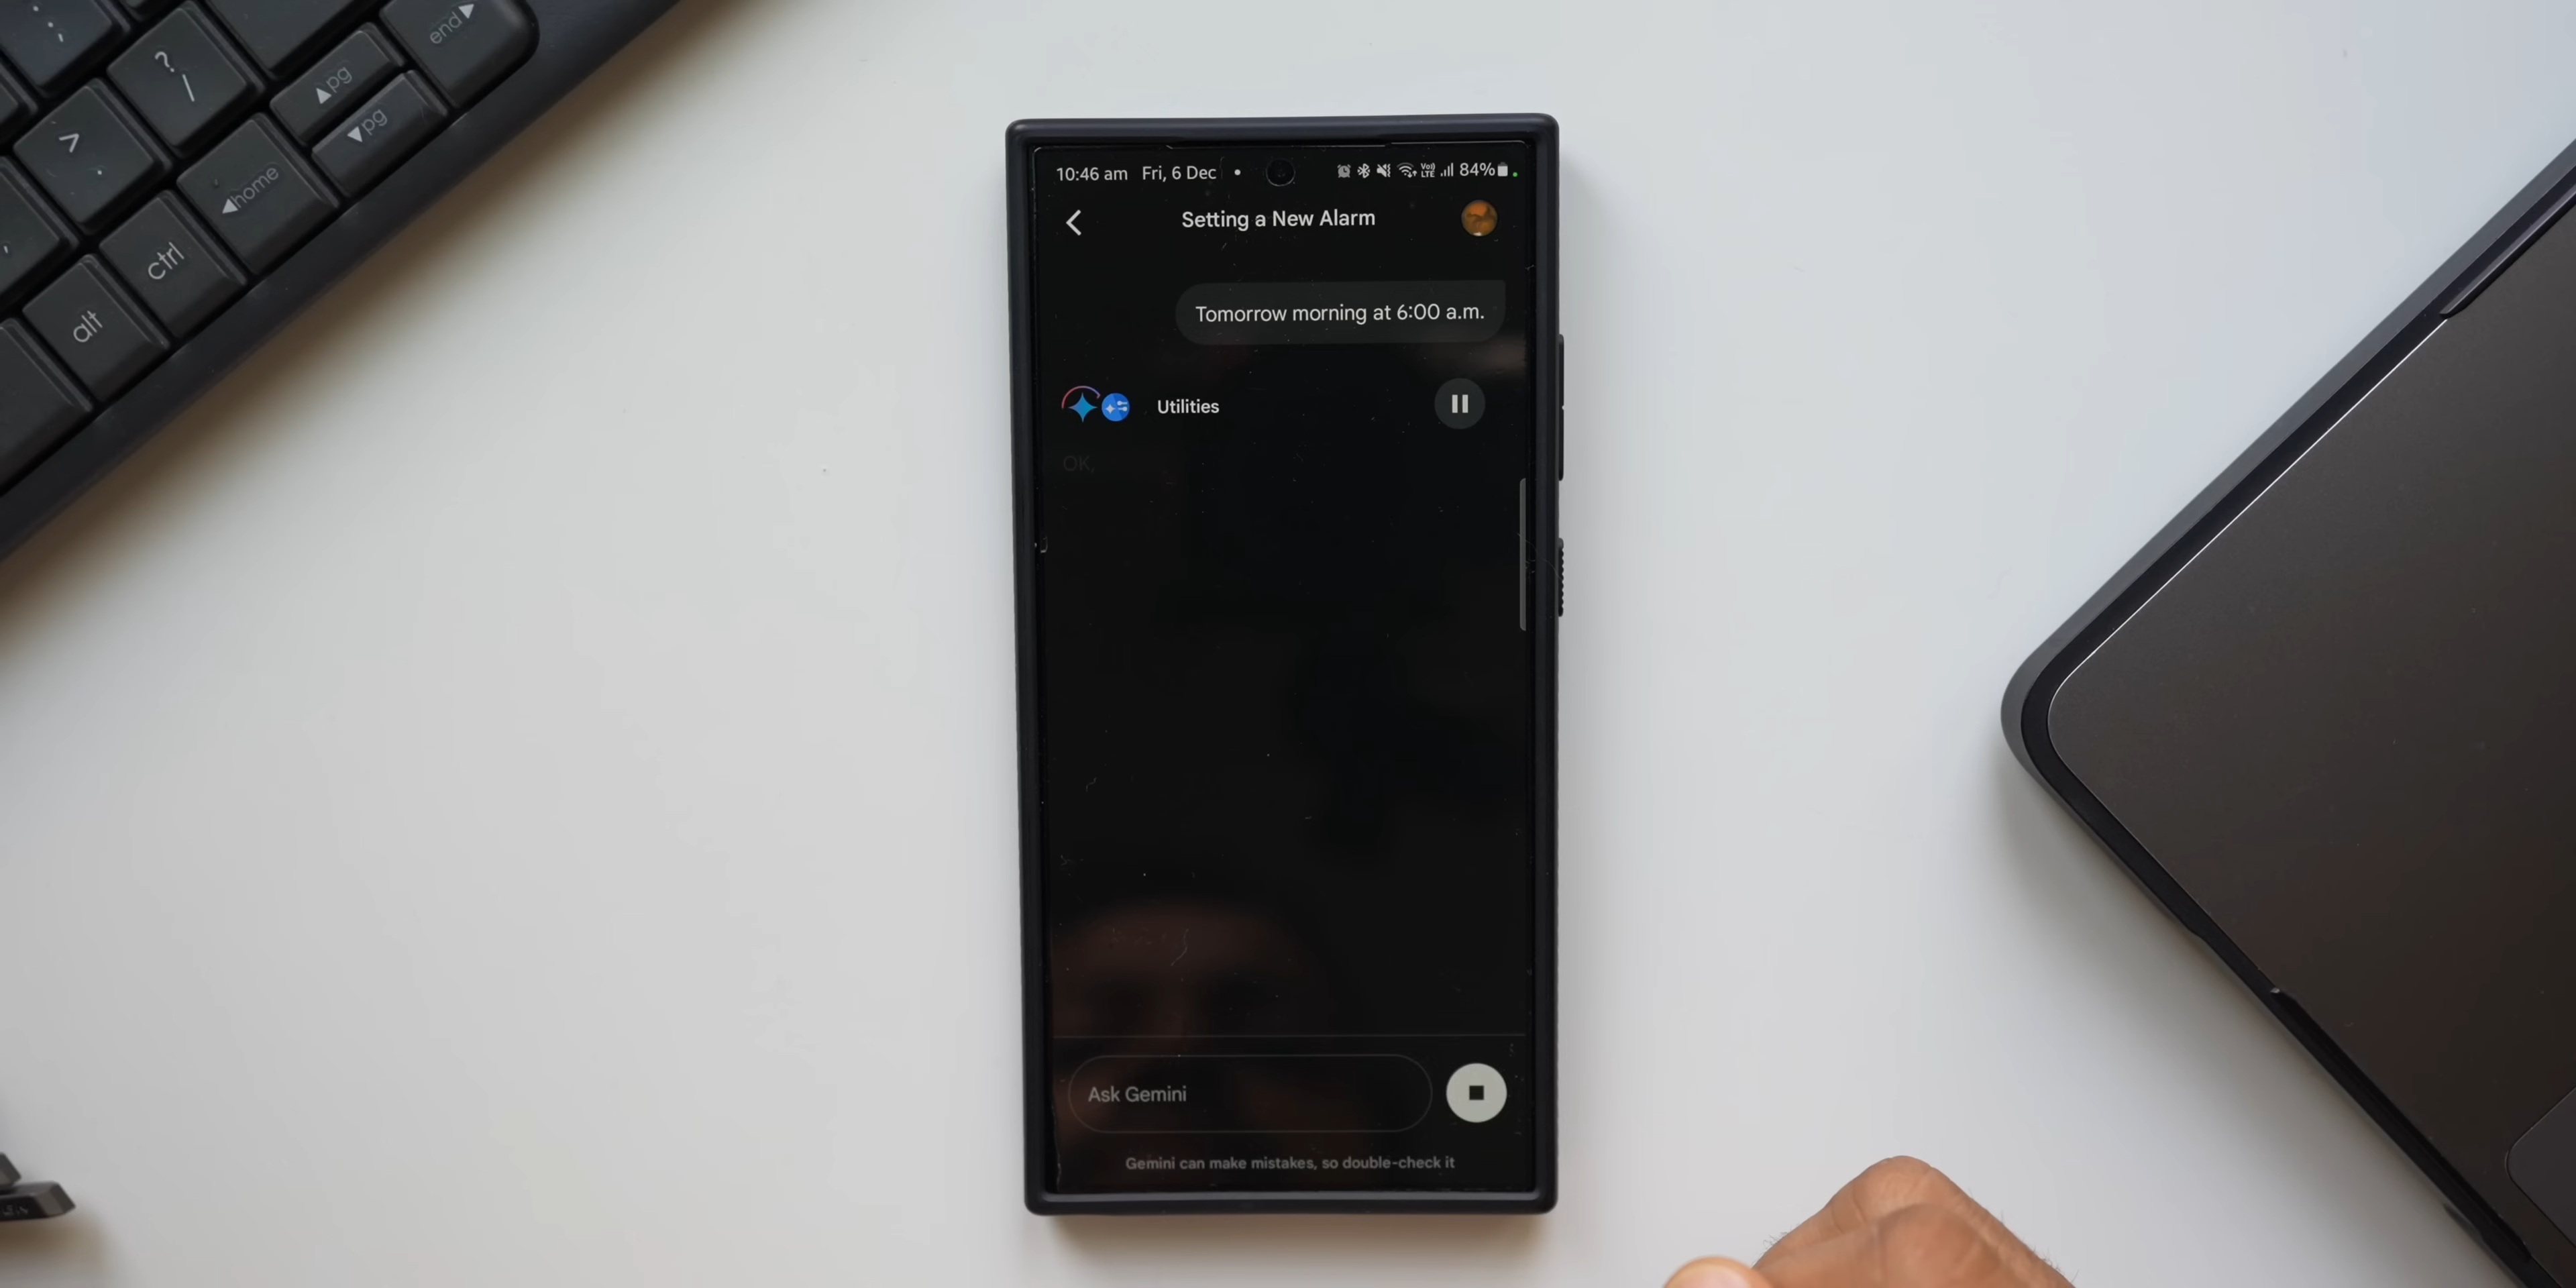 end▶
? /
▲pg
▼pg
>
.
◀home
ctrl
alt
10:46 am Fri, 6 Dec • 84%
Setting a New Alarm
Tomorrow morning at 6:00 a.m.
Utilities
OK,
Ask Gemini
Gemini can make mistakes, so double-check it